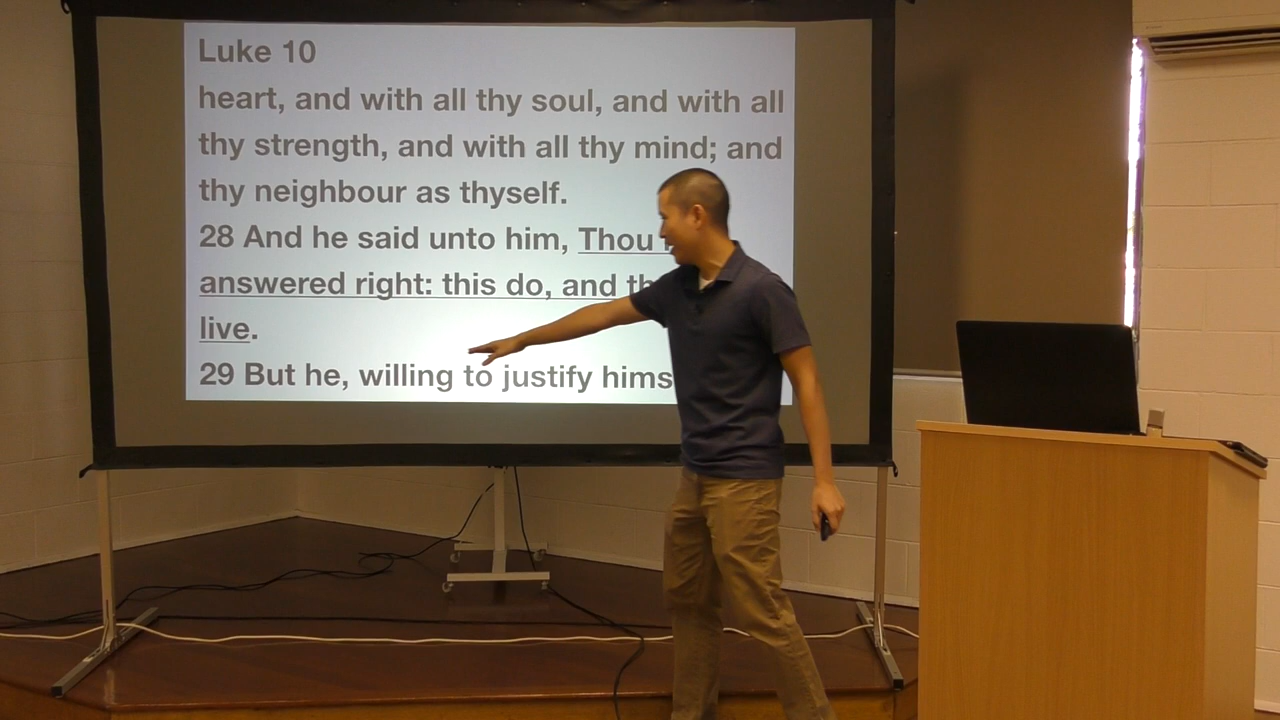 Luke 10
heart, and with all thy soul, and with all
thy strength, and with all thy mind; and
thy neighbour as thyself.
28 And he said unto him, Thou
answered right: this do, and
live.
29 But he, willing to justify